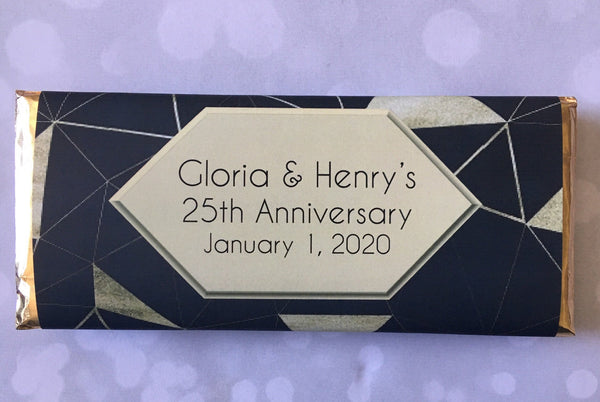 Gloria & Henry's
25th Anniversary
January 1, 2020